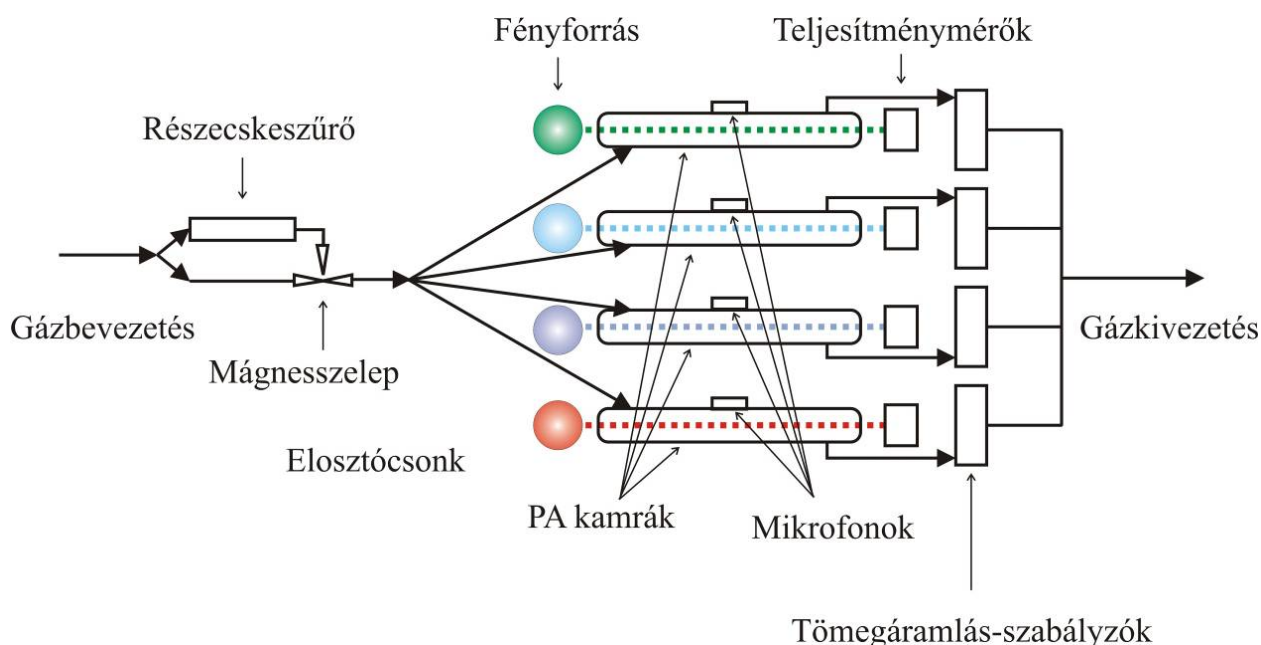 Fényforrás
Teljesítménymérők
Részecskeszűrő
Gázbevezetés
Mágnesszelep
Gázkivezetés
Elosztócsonk
PA kamrák
Mikrofonok
Tömegáramlás-szabályzók